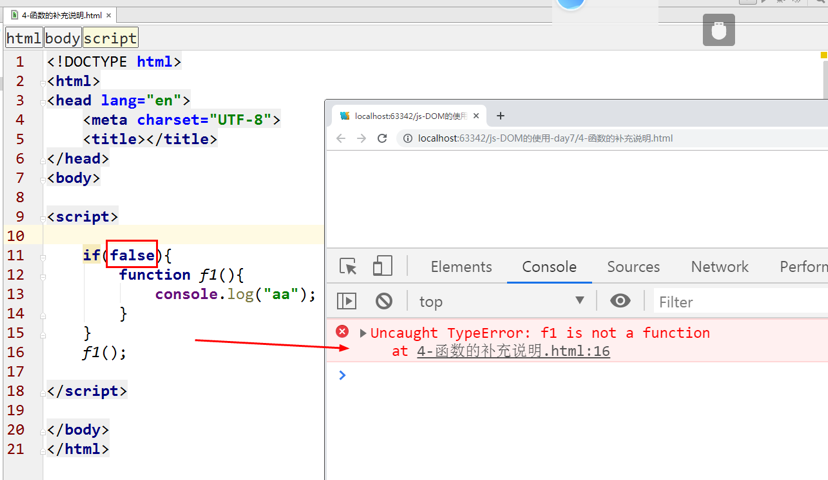 4-函数的补充说明.html
html body script
1 <!DOCTYPE html>
2 <html>
3 <head lang="en">
4 <meta charset="UTF-8">
5 <title></title>
6 </head>
7 <body>
8
9 <script>
10
11 if(false){
12 function f1(){
13 console.log("aa");
14 }
15 }
16 f1();
17
18 </script>
19
20 </body>
21 </html>
localhost:63342/js-DOM的使用
localhost:63342/js-DOM的使用-day7/4-函数的补充说明.html
Elements Console Sources Network Perform
top Filter
Uncaught TypeError: f1 is not a function
at 4-函数的补充说明.html:16